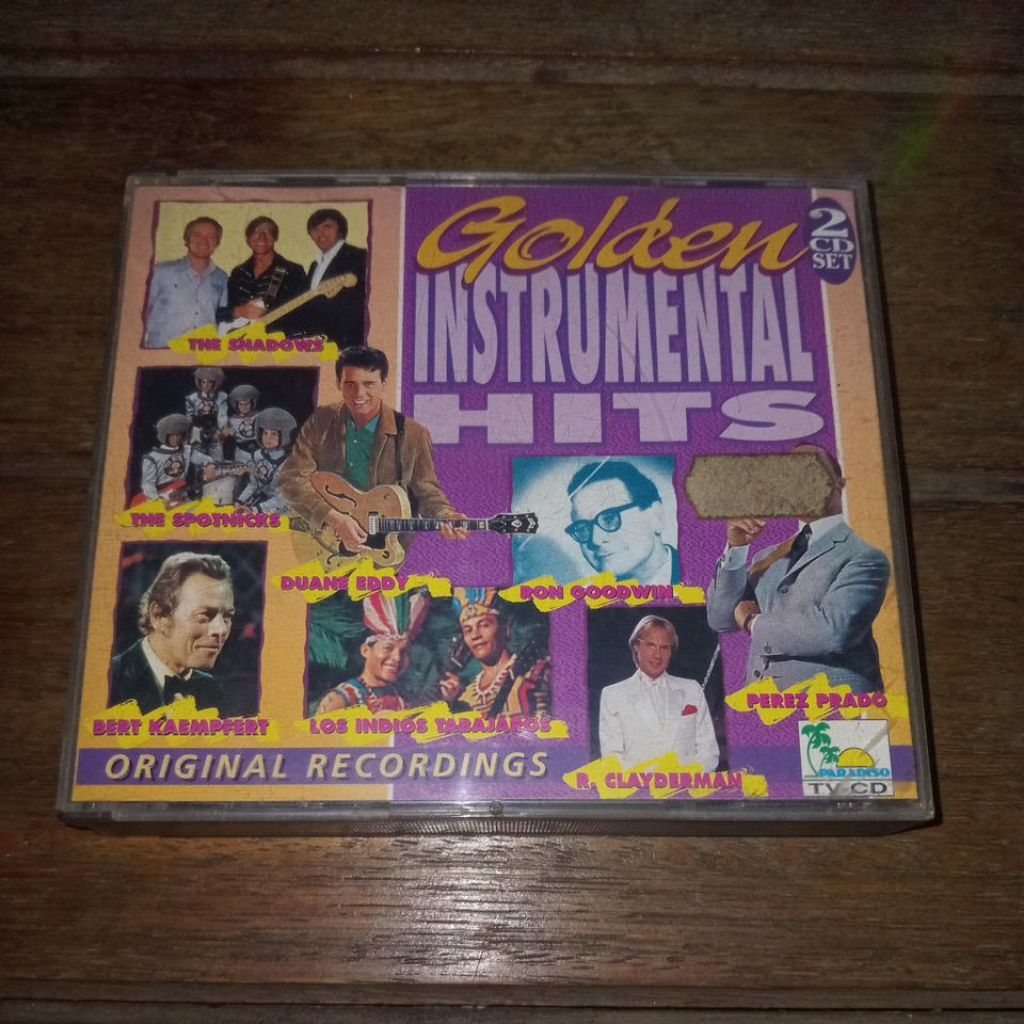 Golden
INSTRUMENTAL
HITS
2
CD
SET
THE SHADOWS
THE SPOTNICKS
DUANE EDDY
RON GOODWIN
BERT KAEMPFERT
LOS INDIOS TABAJAROS
R. CLAYDERMAN
PEREZ PRADO
ORIGINAL RECORDINGS
PARADISO
TV CD